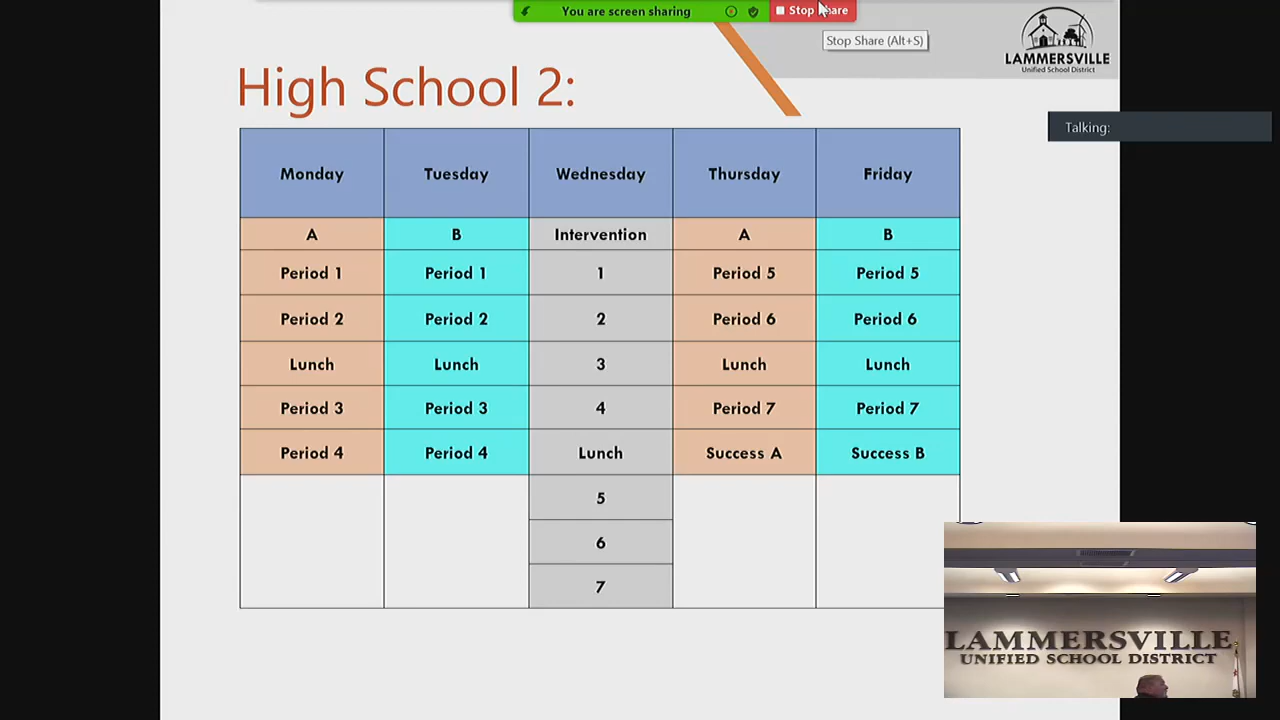 You are screen sharing
Stop Share
Stop Share (Alt+S)
LAMMERSVILLE
Unified School District
High School 2:
Talking:
Monday Tuesday Wednesday Thursday Friday
A B Intervention A B
Period 1 Period 1 1 Period 5 Period 5
Period 2 Period 2 2 Period 6 Period 6
Lunch Lunch 3 Lunch Lunch
Period 3 Period 3 4 Period 7 Period 7
Period 4 Period 4 Lunch Success A Success B
5
6
7
LAMMERSVILLE
UNIFIED SCHOOL DISTRICT